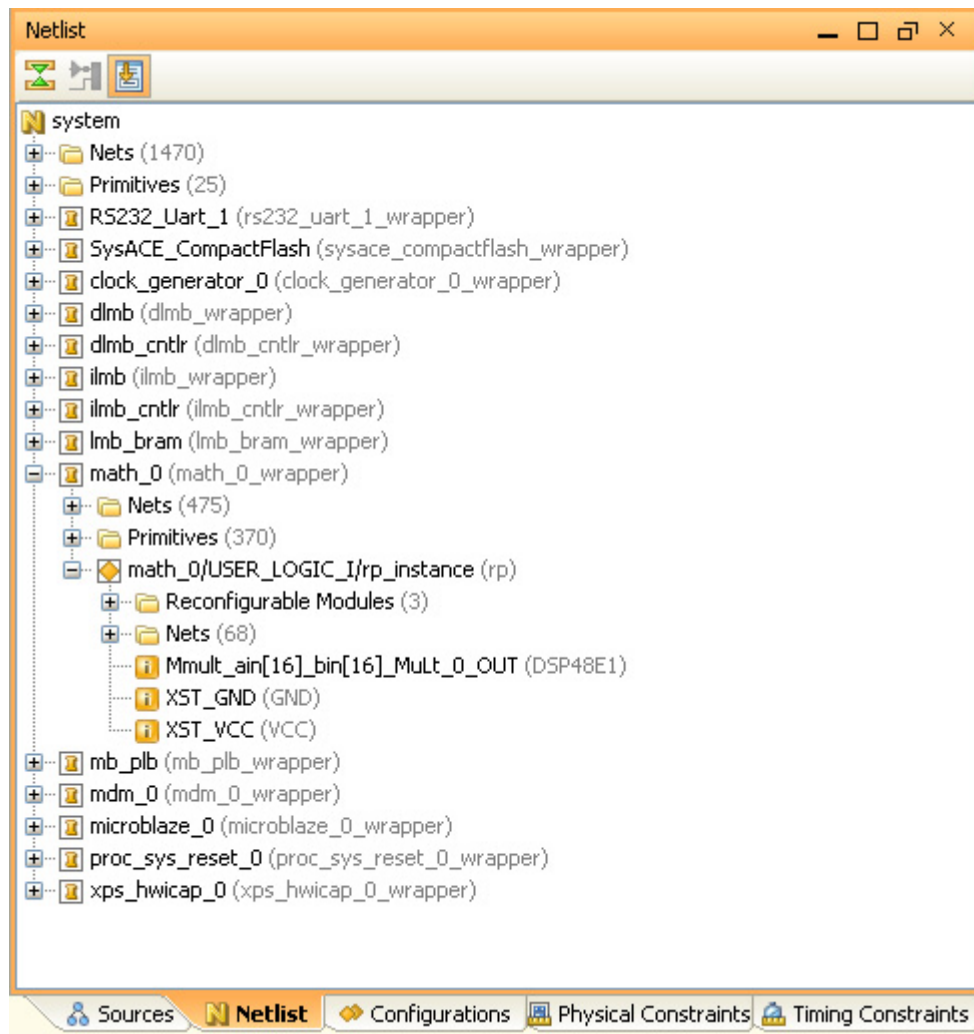 Netlist
system
Nets (1470)
Primitives (25)
RS232_Uart_1 (rs232_uart_1_wrapper)
SysACE_CompactFlash (sysace_compactflash_wrapper)
clock_generator_0 (clock_generator_0_wrapper)
dlmb (dlmb_wrapper)
dlmb_cntlr (dlmb_cntlr_wrapper)
ilmb (ilmb_wrapper)
ilmb_cntlr (ilmb_cntlr_wrapper)
lmb_bram (lmb_bram_wrapper)
math_0 (math_0_wrapper)
Nets (475)
Primitives (370)
math_0/USER_LOGIC_I/rp_instance (rp)
Reconfigurable Modules (3)
Nets (68)
Mmult_ain[16]_bin[16]_MuLt_0_OUT (DSP48E1)
XST_GND (GND)
XST_VCC (VCC)
mb_plb (mb_plb_wrapper)
mdm_0 (mdm_0_wrapper)
microblaze_0 (microblaze_0_wrapper)
proc_sys_reset_0 (proc_sys_reset_0_wrapper)
xps_hwicap_0 (xps_hwicap_0_wrapper)
Sources Netlist Configurations Physical Constraints Timing Constraints